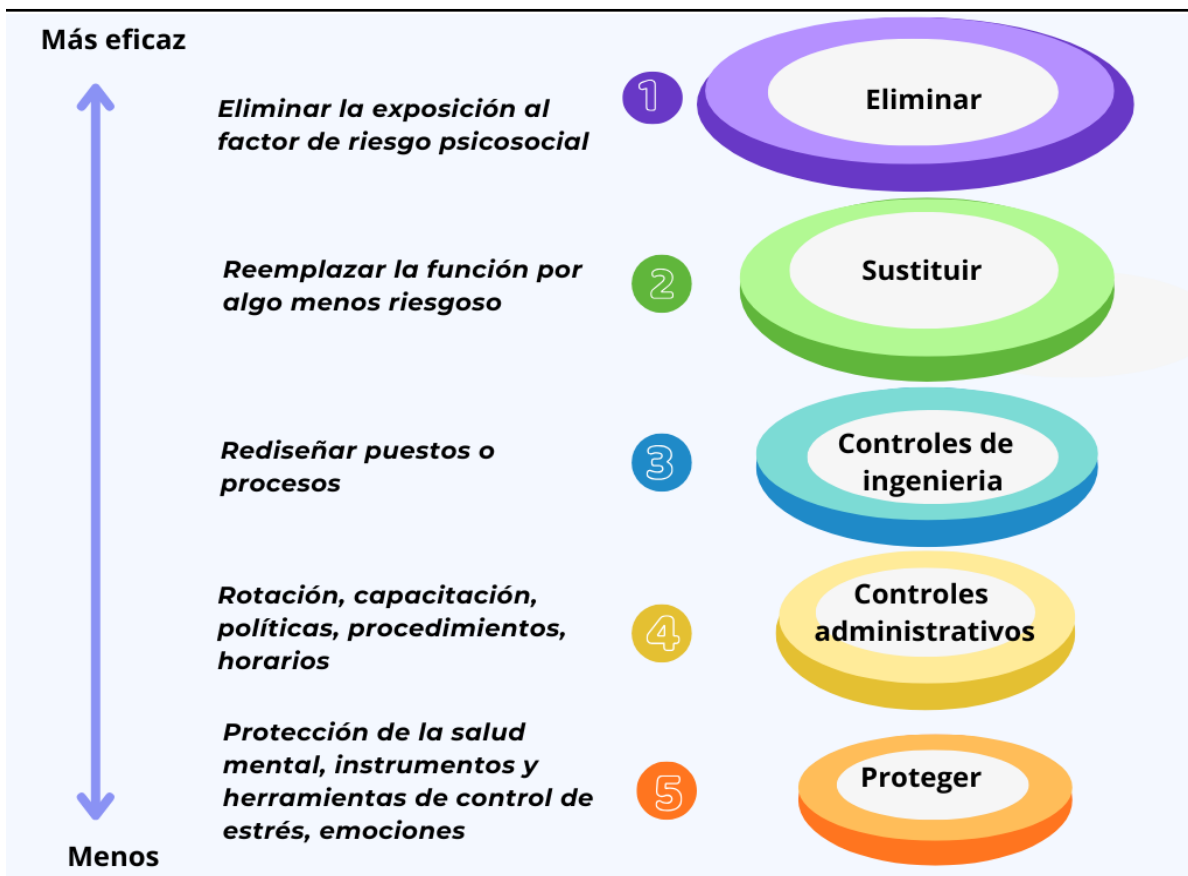 Más eficaz
Eliminar la exposición al
factor de riesgo psicosocial
1
Eliminar
Reemplazar la función por
algo menos riesgoso
2
Sustituir
Rediseñar puestos o
procesos
3
Controles de
ingenieria
Rotación, capacitación,
políticas, procedimientos,
horarios
4
Controles
administrativos
Protección de la salud
mental, instrumentos y
herramientas de control de
estrés, emociones
5
Proteger
Menos